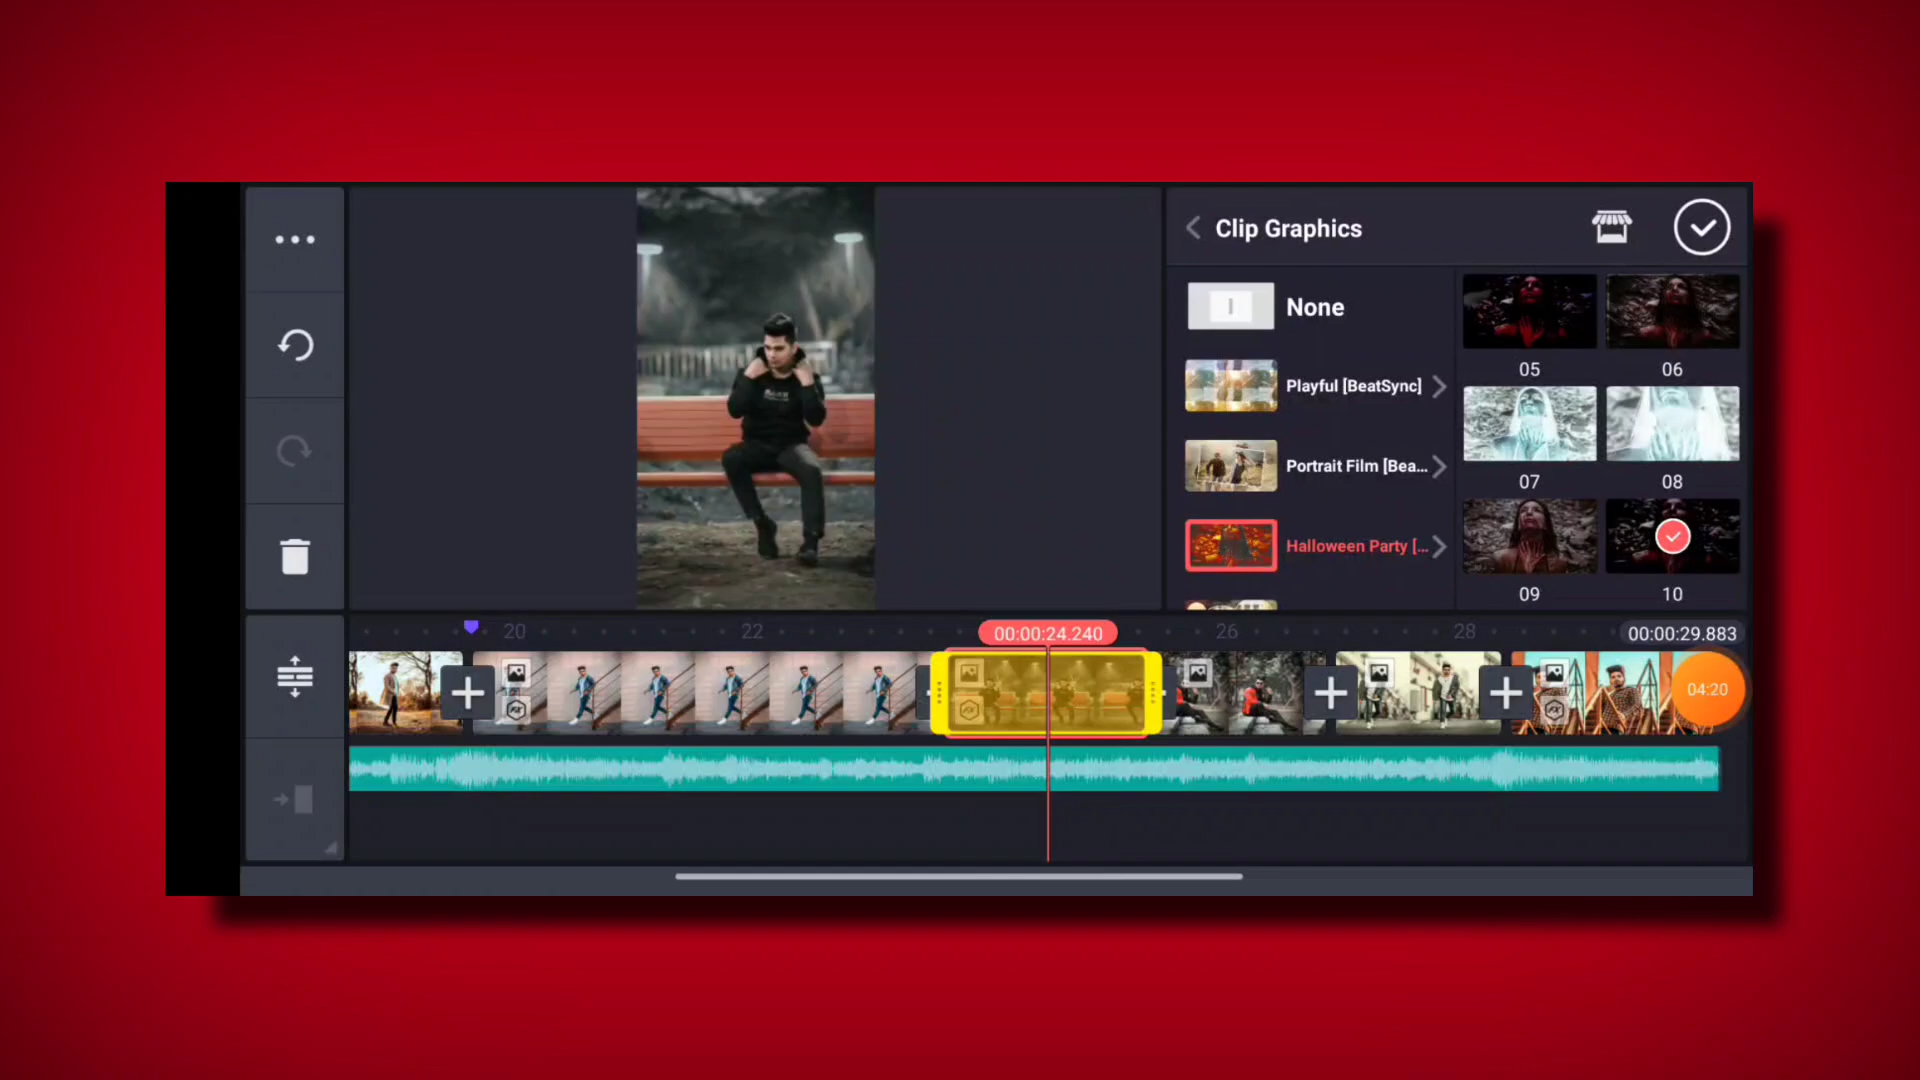 Clip Graphics
None
Playful [BeatSync]
Portrait Film [Bea...
Halloween Party [...
05
06
07
08
09
10
20
22
00:00:24.240
26
28
00:00:29.883
04:20